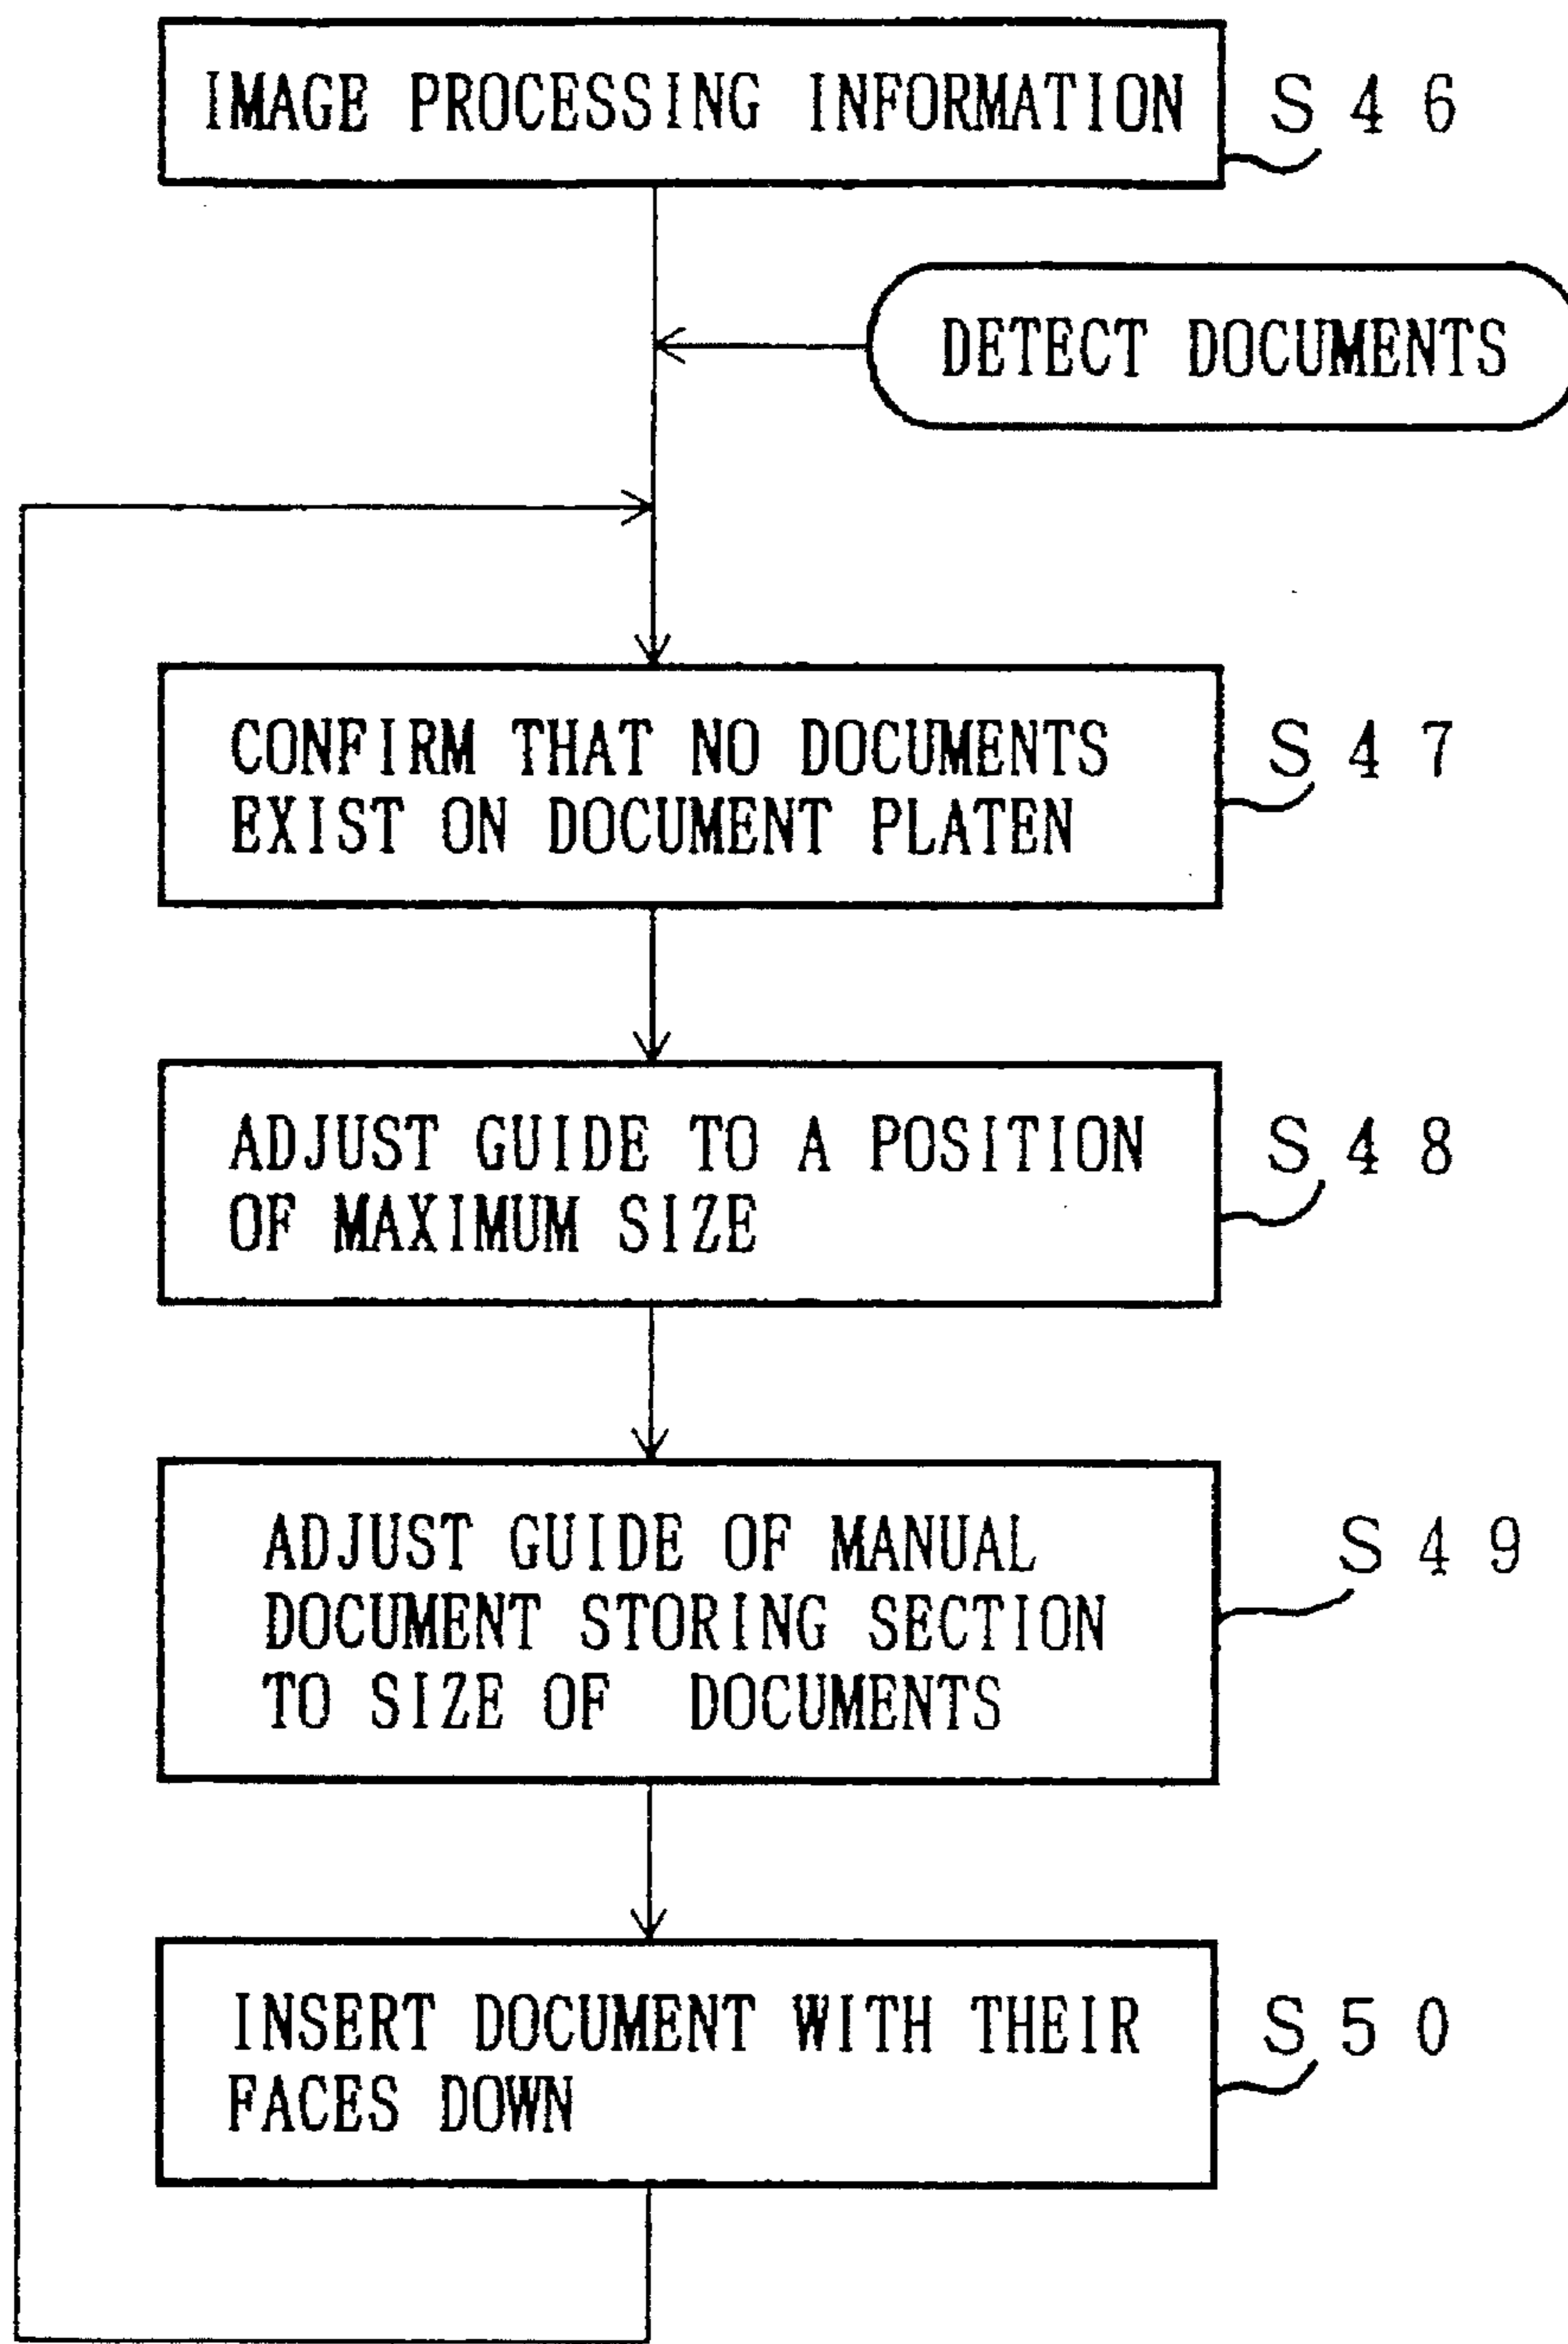 IMAGE PROCESSING INFORMATION
S46
DETECT DOCUMENTS
CONFIRM THAT NO DOCUMENTS
EXIST ON DOCUMENT PLATEN
S47
ADJUST GUIDE TO A POSITION
OF MAXIMUM SIZE
S48
ADJUST GUIDE OF MANUAL
DOCUMENT STORING SECTION
TO SIZE OF DOCUMENTS
S49
INSERT DOCUMENT WITH THEIR
FACES DOWN
S50